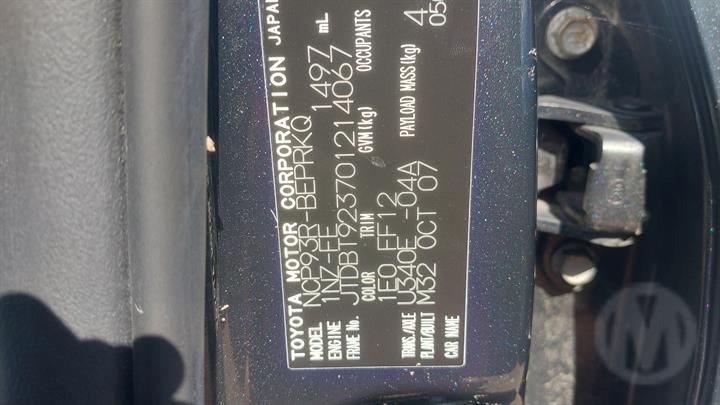 TOYOTA MOTOR CORPORATION JAPAN
MODEL NCP93R-BEPRKQ
ENGINE 1NZ-FE 1497 mL
FRAME No. JTDBT923701214067
COLOR TRIM GVM(kg) OCCUPANTS
1E0 FF12 4
TRANS./AXLE U340E -04A PAYLOAD MASS(kg)
PLANT/BUILT M32 OCT 07
CAR NAME
M